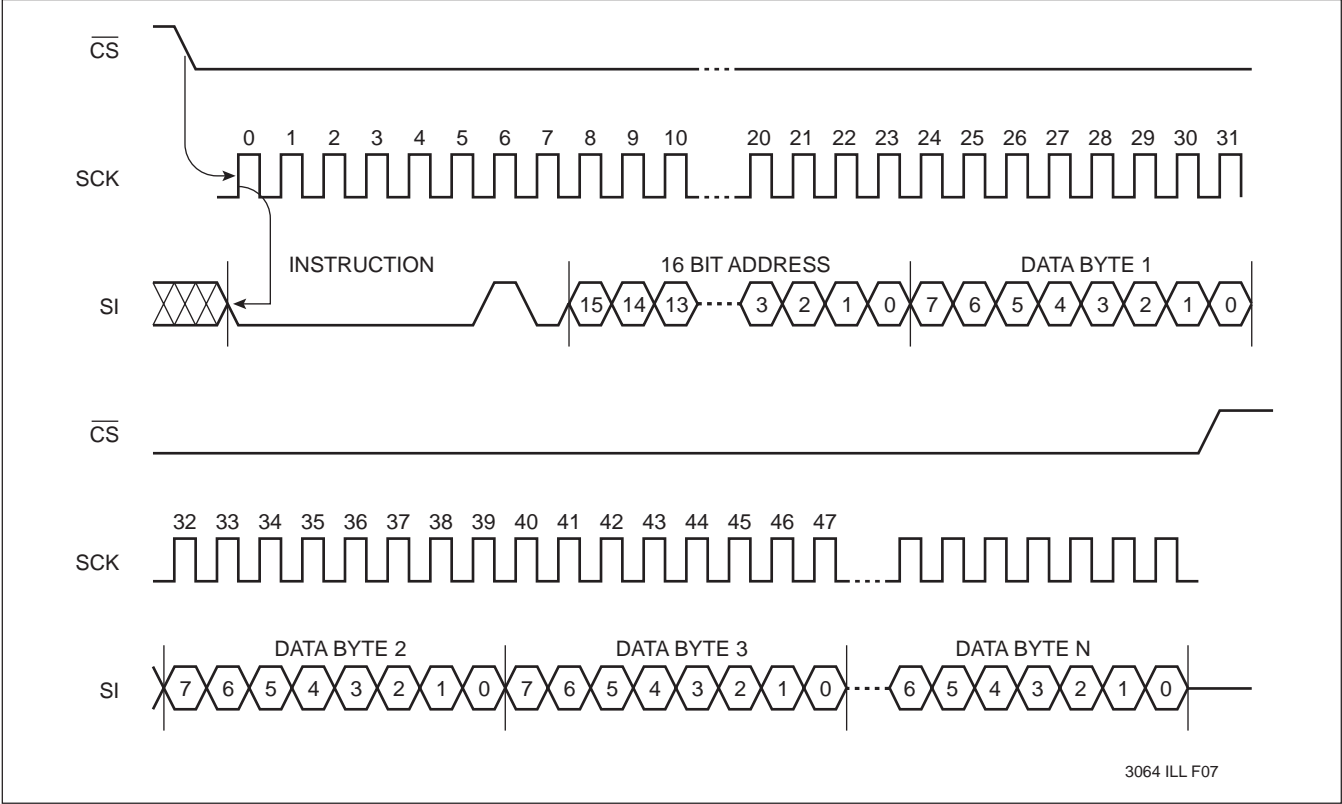 CS
0 1 2 3 4 5 6 7 8 9 10 20 21 22 23 24 25 26 27 28 29 30 31
SCK
INSTRUCTION 16 BIT ADDRESS DATA BYTE 1
SI 15 14 13 3 2 1 0 7 6 5 4 3 2 1 0
CS
32 33 34 35 36 37 38 39 40 41 42 43 44 45 46 47
SCK
DATA BYTE 2 DATA BYTE 3 DATA BYTE N
SI 7 6 5 4 3 2 1 0 7 6 5 4 3 2 1 0 6 5 4 3 2 1 0
3064 ILL F07